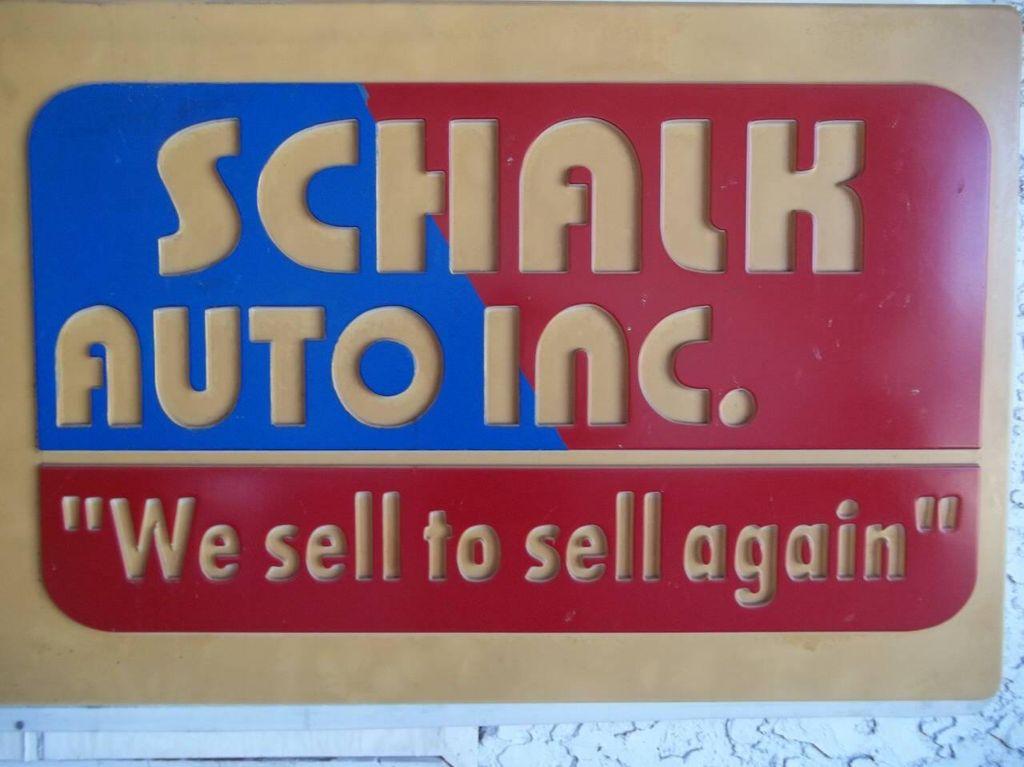 SCHALK
AUTO INC.
"We sell to sell again"